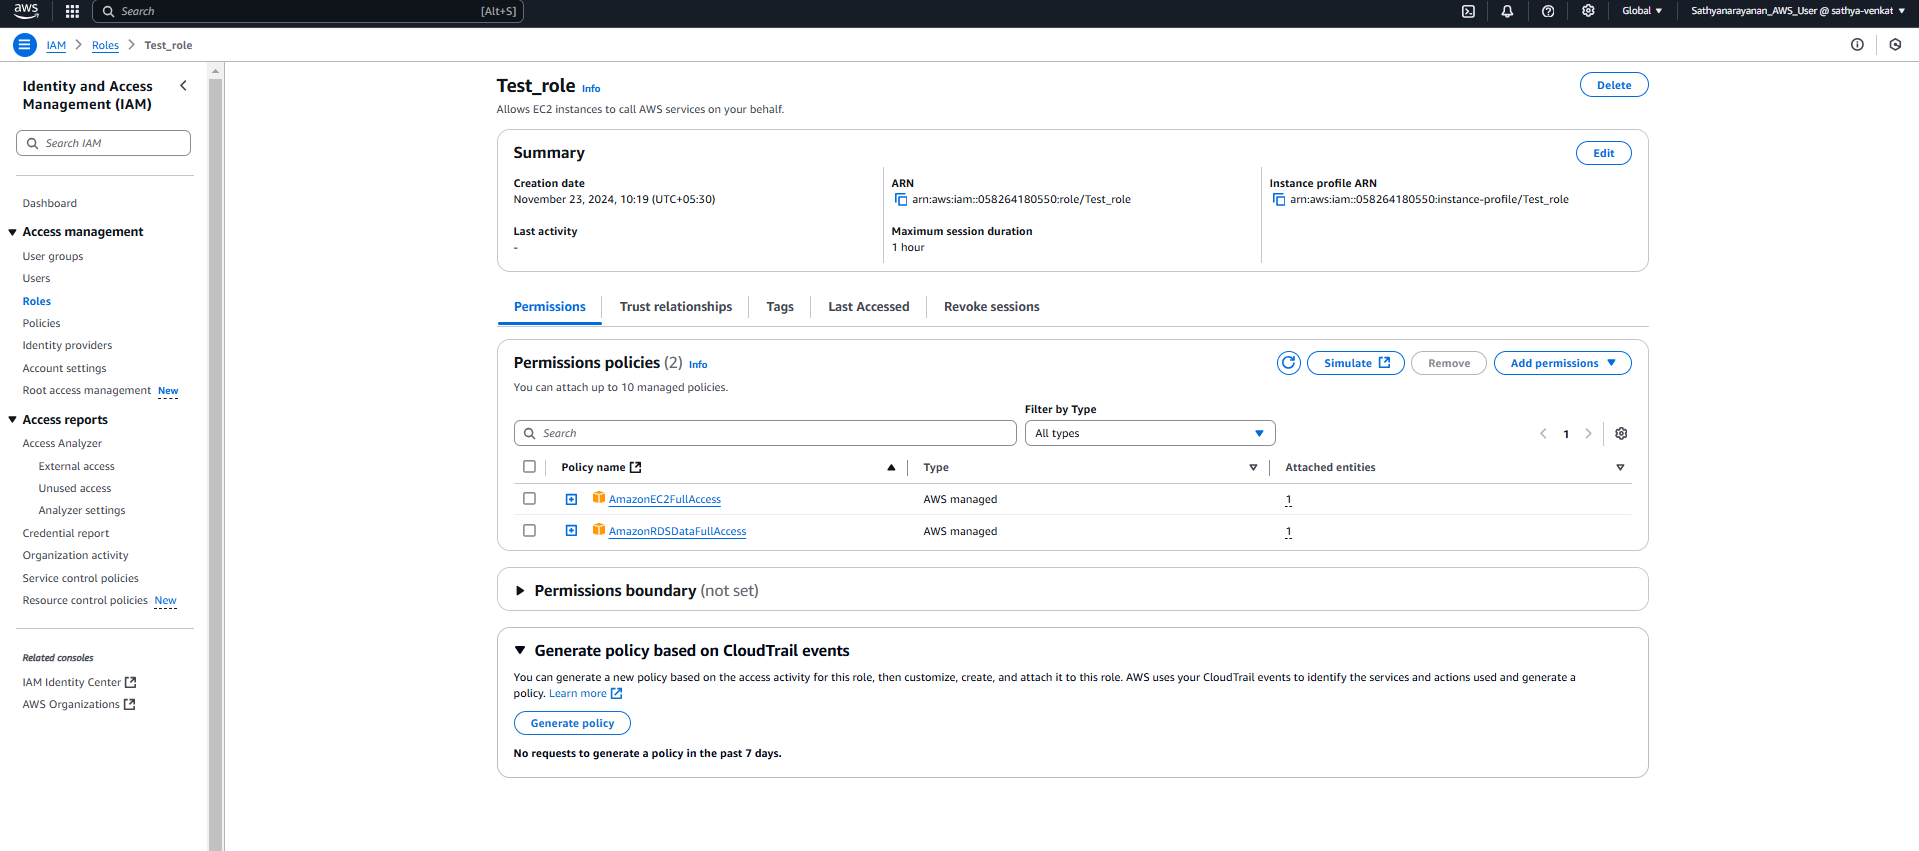 aws
Search [Alt+S]
Global
Sathyanarayanan_AWS_User @ sathya-venkat
IAM Roles Test_role
Identity and Access Management (IAM)
Search IAM
Dashboard
Access management
User groups
Users
Roles
Policies
Identity providers
Account settings
Root access management New
Access reports
Access Analyzer
External access
Unused access
Analyzer settings
Credential report
Organization activity
Service control policies
Resource control policies New
Related consoles
IAM Identity Center
AWS Organizations
Test_role Info
Delete
Allows EC2 instances to call AWS services on your behalf.
Summary
Edit
Creation date
November 23, 2024, 10:19 (UTC+05:30)
Last activity
-
ARN
arn:aws:iam::058264180550:role/Test_role
Maximum session duration
1 hour
Instance profile ARN
arn:aws:iam::058264180550:instance-profile/Test_role
Permissions Trust relationships Tags Last Accessed Revoke sessions
Permissions policies (2) Info
Simulate Remove Add permissions
You can attach up to 10 managed policies.
Filter by Type
Search All types 1
Policy name Type Attached entities
AmazonEC2FullAccess AWS managed 1
AmazonRDSDataFullAccess AWS managed 1
Permissions boundary (not set)
Generate policy based on CloudTrail events
You can generate a new policy based on the access activity for this role, then customize, create, and attach it to this role. AWS uses your CloudTrail events to identify the services and actions used and generate a
policy. Learn more
Generate policy
No requests to generate a policy in the past 7 days.